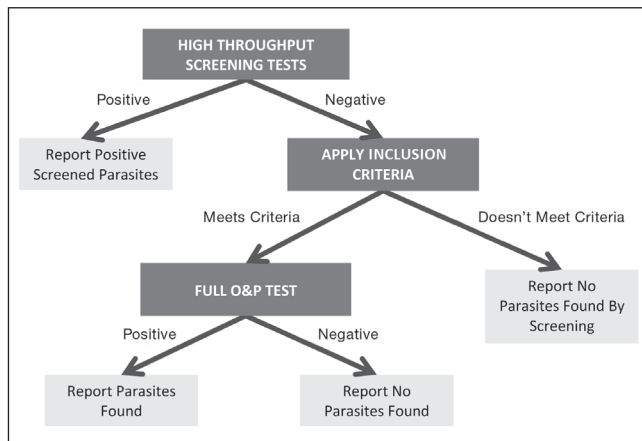 HIGH THROUGHPUT
SCREENING TESTS
Positive
Negative
Report Positive
Screened Parasites
APPLY INCLUSION
CRITERIA
Meets Criteria
Doesn't Meet Criteria
FULL O&P TEST
Report No
Parasites Found By
Screening
Positive
Negative
Report Parasites
Found
Report No
Parasites Found